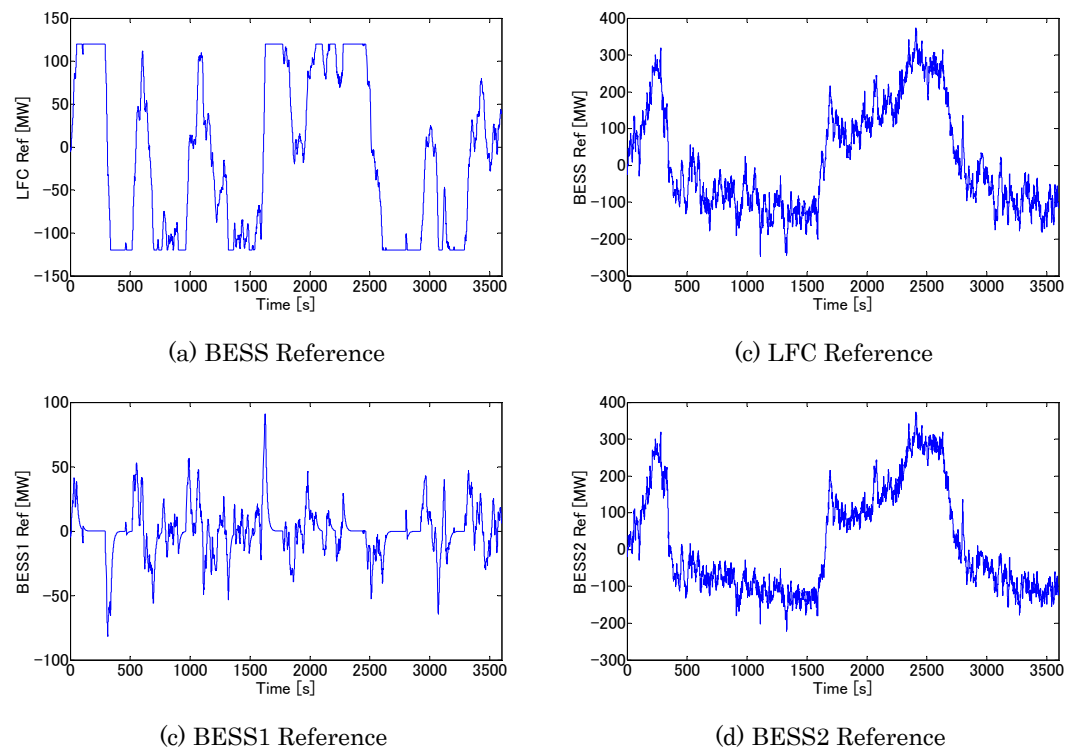 150
100
50
0
−50
−100
−150
LFC Ref [MW]
0 500 1000 1500 2000 2500 3000 3500
Time [s]
(a) BESS Reference
400
300
200
100
0
−100
−200
−300
BESS Ref [MW]
0 500 1000 1500 2000 2500 3000 3500
Time [s]
(c) LFC Reference
100
50
0
−50
−100
BESS1 Ref [MW]
0 500 1000 1500 2000 2500 3000 3500
Time [s]
(c) BESS1 Reference
400
300
200
100
0
−100
−200
−300
BESS2 Ref [MW]
0 500 1000 1500 2000 2500 3000 3500
Time [s]
(d) BESS2 Reference